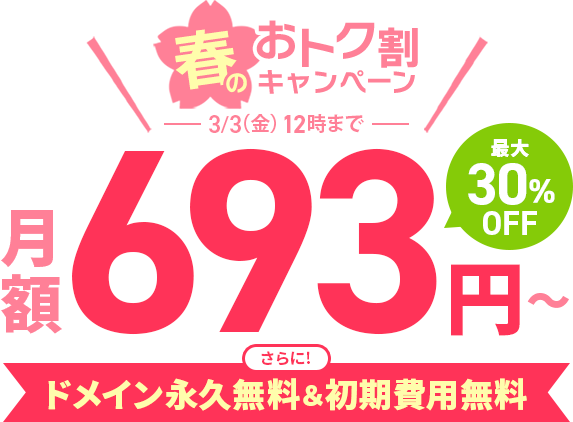 春の
おトク割
キャンペーン
3/3(金) 12時まで
月額
693円~
最大
30%
OFF
さらに!
ドメイン永久無料&初期費用無料